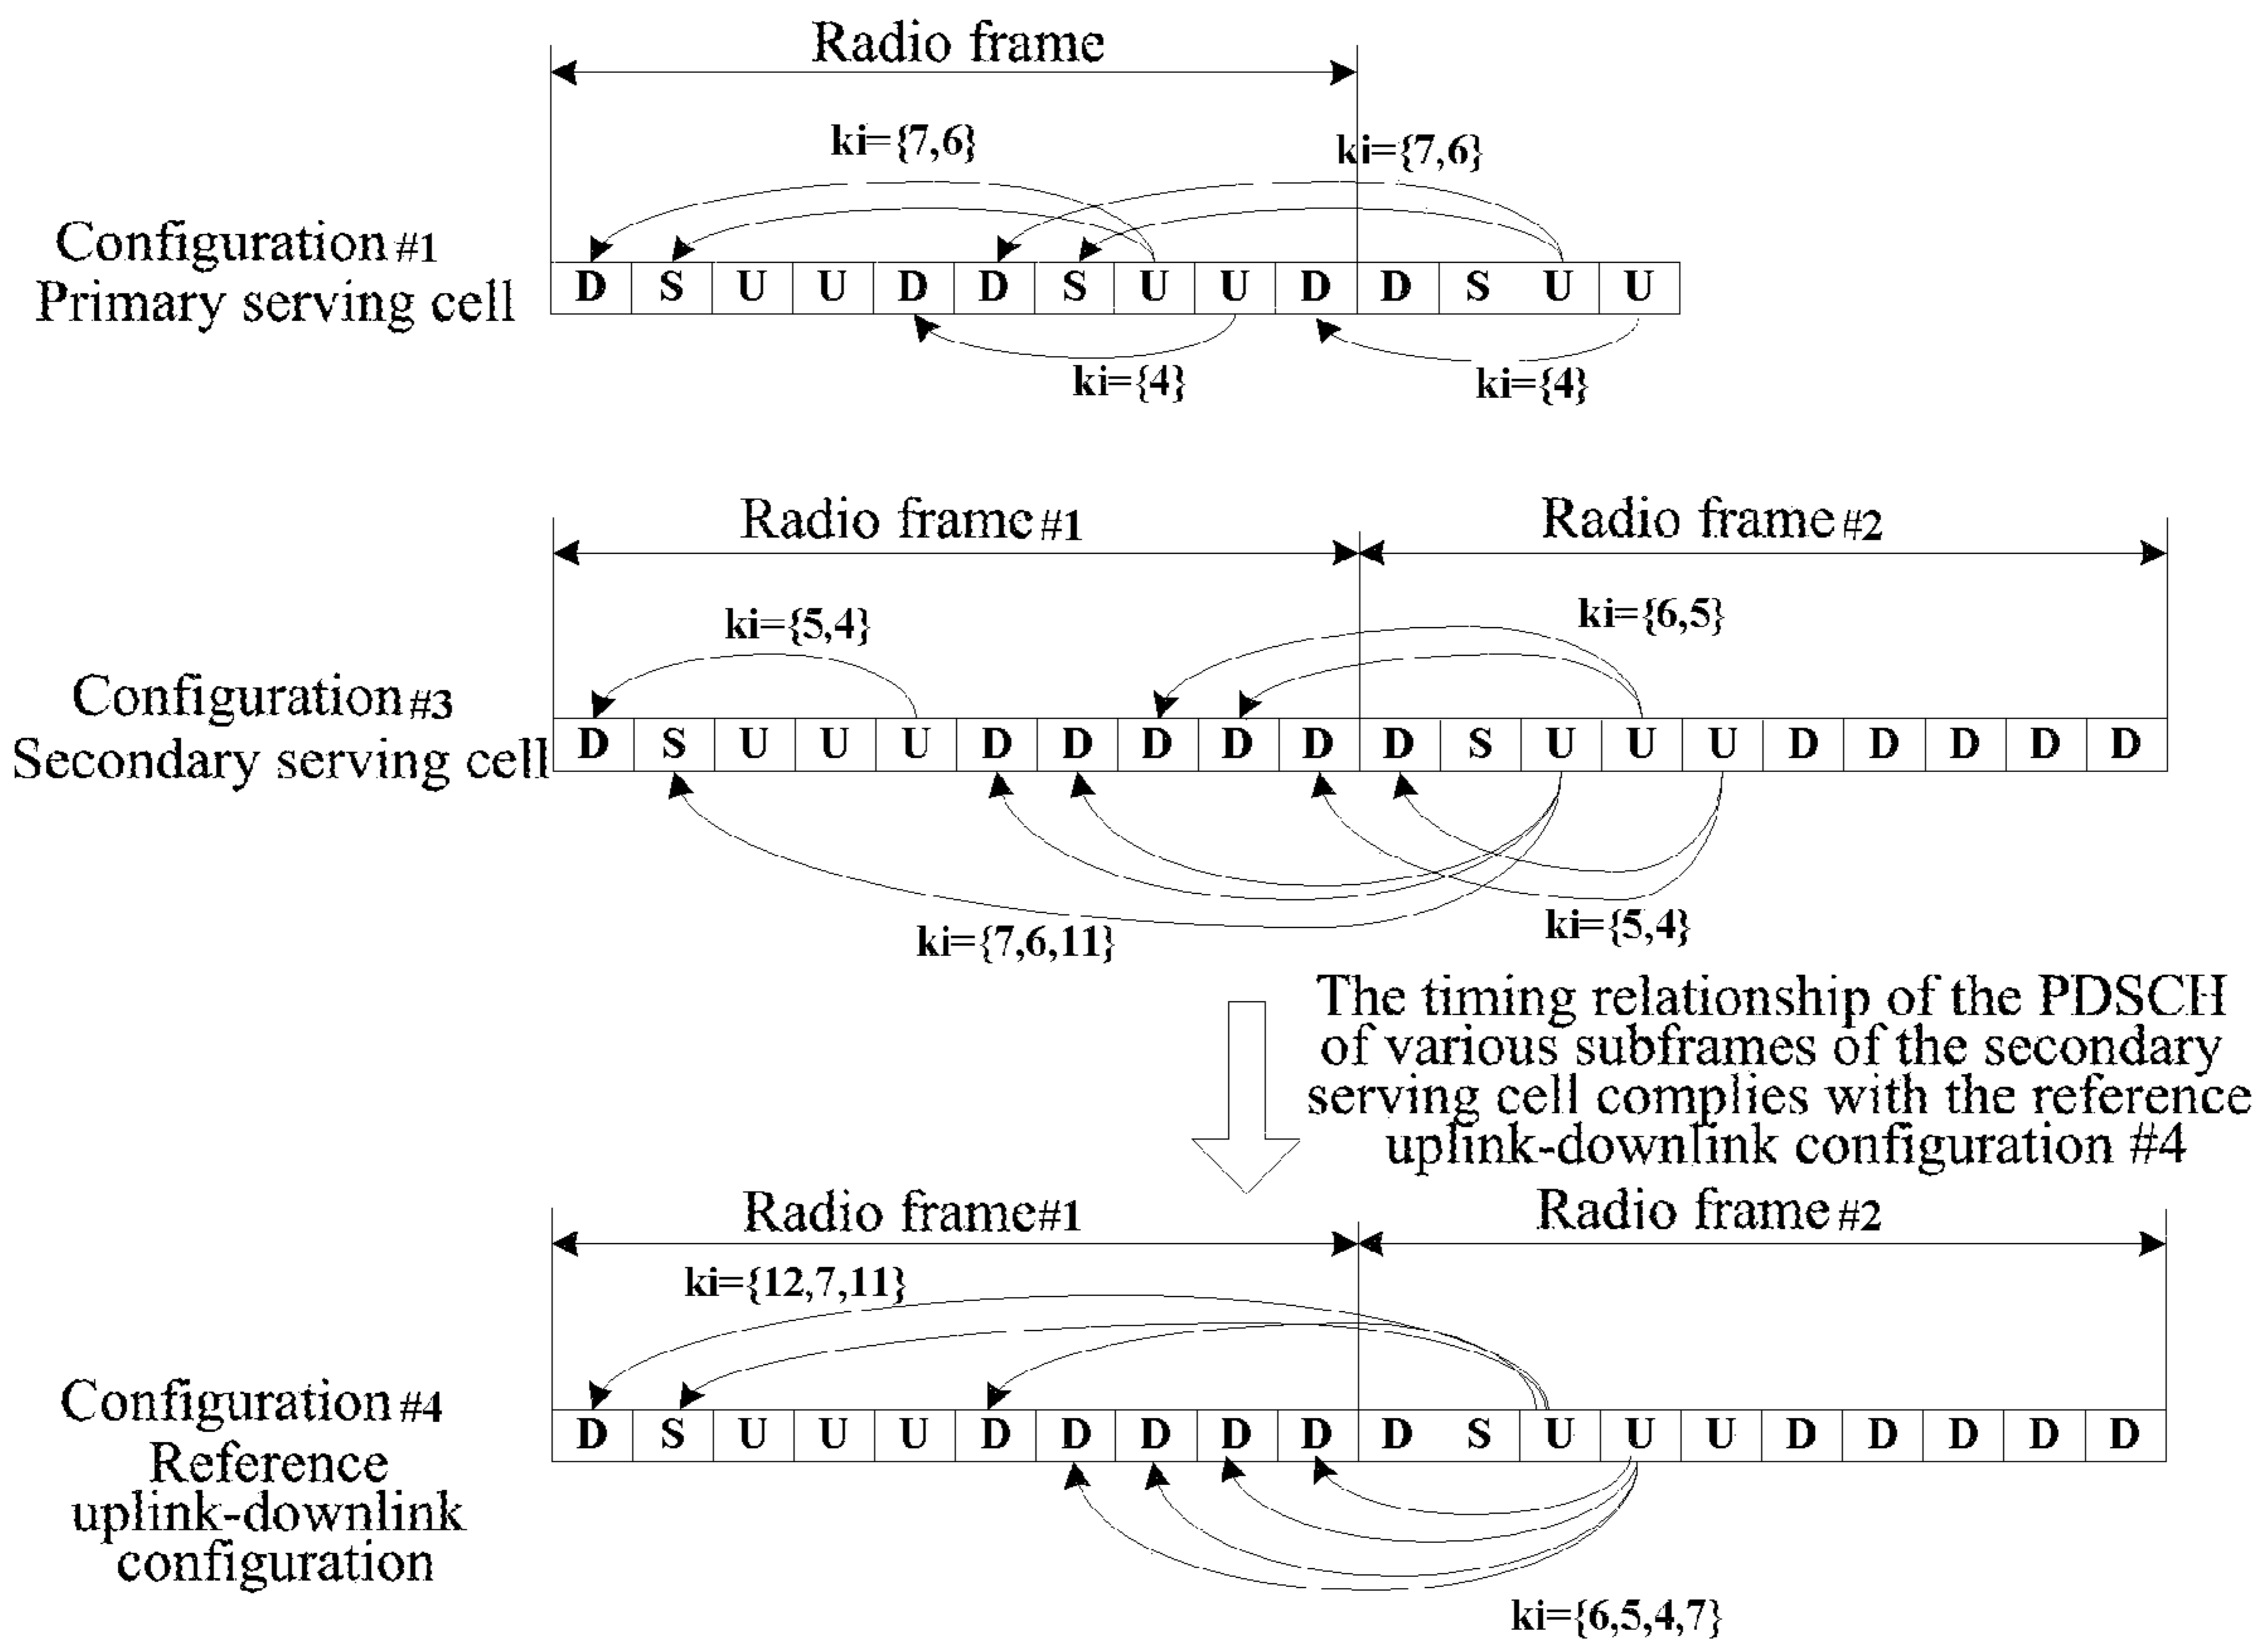 Radio frame
ki={7,6}
ki={7,6}
Configuration #1
Primary serving cell
D S U U D D S U U D D S U U
ki={4}
ki={4}
Radio frame #1
Radio frame #2
ki={5,4}
ki={6,5}
Configuration #3
Secondary serving cell
D S U U U D D D D D D S U U U D D D D D
ki={7,6,11}
ki={5,4}
The timing relationship of the PDSCH
of various subframes of the secondary
serving cell complies with the reference
uplink-downlink configuration #4
Radio frame#1
Radio frame #2
ki={12,7,11}
Configuration #4
Reference
uplink-downlink
configuration
D S U U U D D D D D D S U U U D D D D D
ki={6,5,4,7}